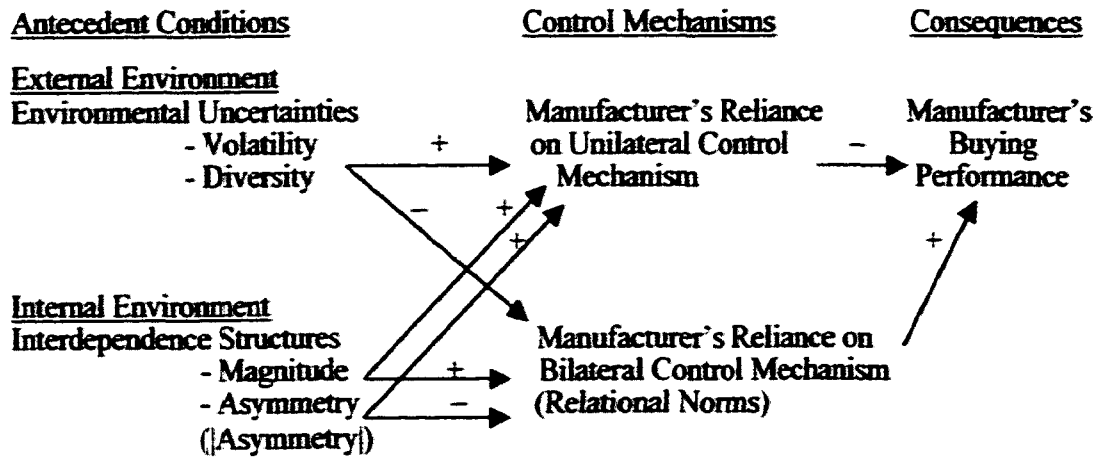 Antecedent Conditions
Control Mechanisms
Consequences
External Environment
Environmental Uncertainties
- Volatility
- Diversity
Manufacturer's Reliance
on Unilateral Control
Mechanism
Manufacturer's
Buying
Performance
+
–
–
+
+
+
Internal Environment
Interdependence Structures
- Magnitude
- Asymmetry
(|Asymmetry|)
+
–
Manufacturer's Reliance on
Bilateral Control Mechanism
(Relational Norms)